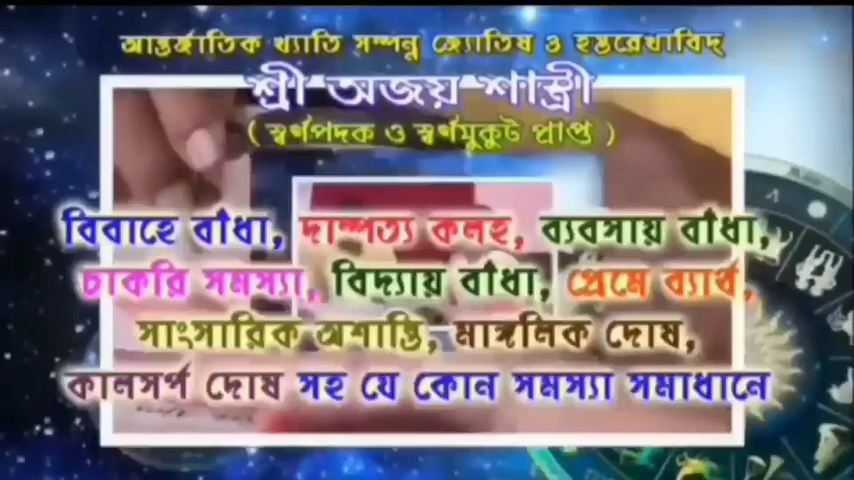 আন্তর্জাতিক খ্যাতি সম্পন্ন জ্যোতিষ ও হস্তরেখাবিদ্
শ্রী অজয় শাস্ত্রী
( স্বর্ণপদক ও স্বর্ণমুকুট প্রাপ্ত )
বিবাহে বাঁধা, দাম্পত্য কলহ, ব্যবসায় বাঁধা,
চাকরি সমস্যা, বিদ্যায় বাঁধা, প্রেমে ব্যার্থ,
সাংসারিক অশান্তি, মাঙ্গলিক দোষ,
কালসর্প দোষ সহ যে কোন সমস্যা সমাধানে